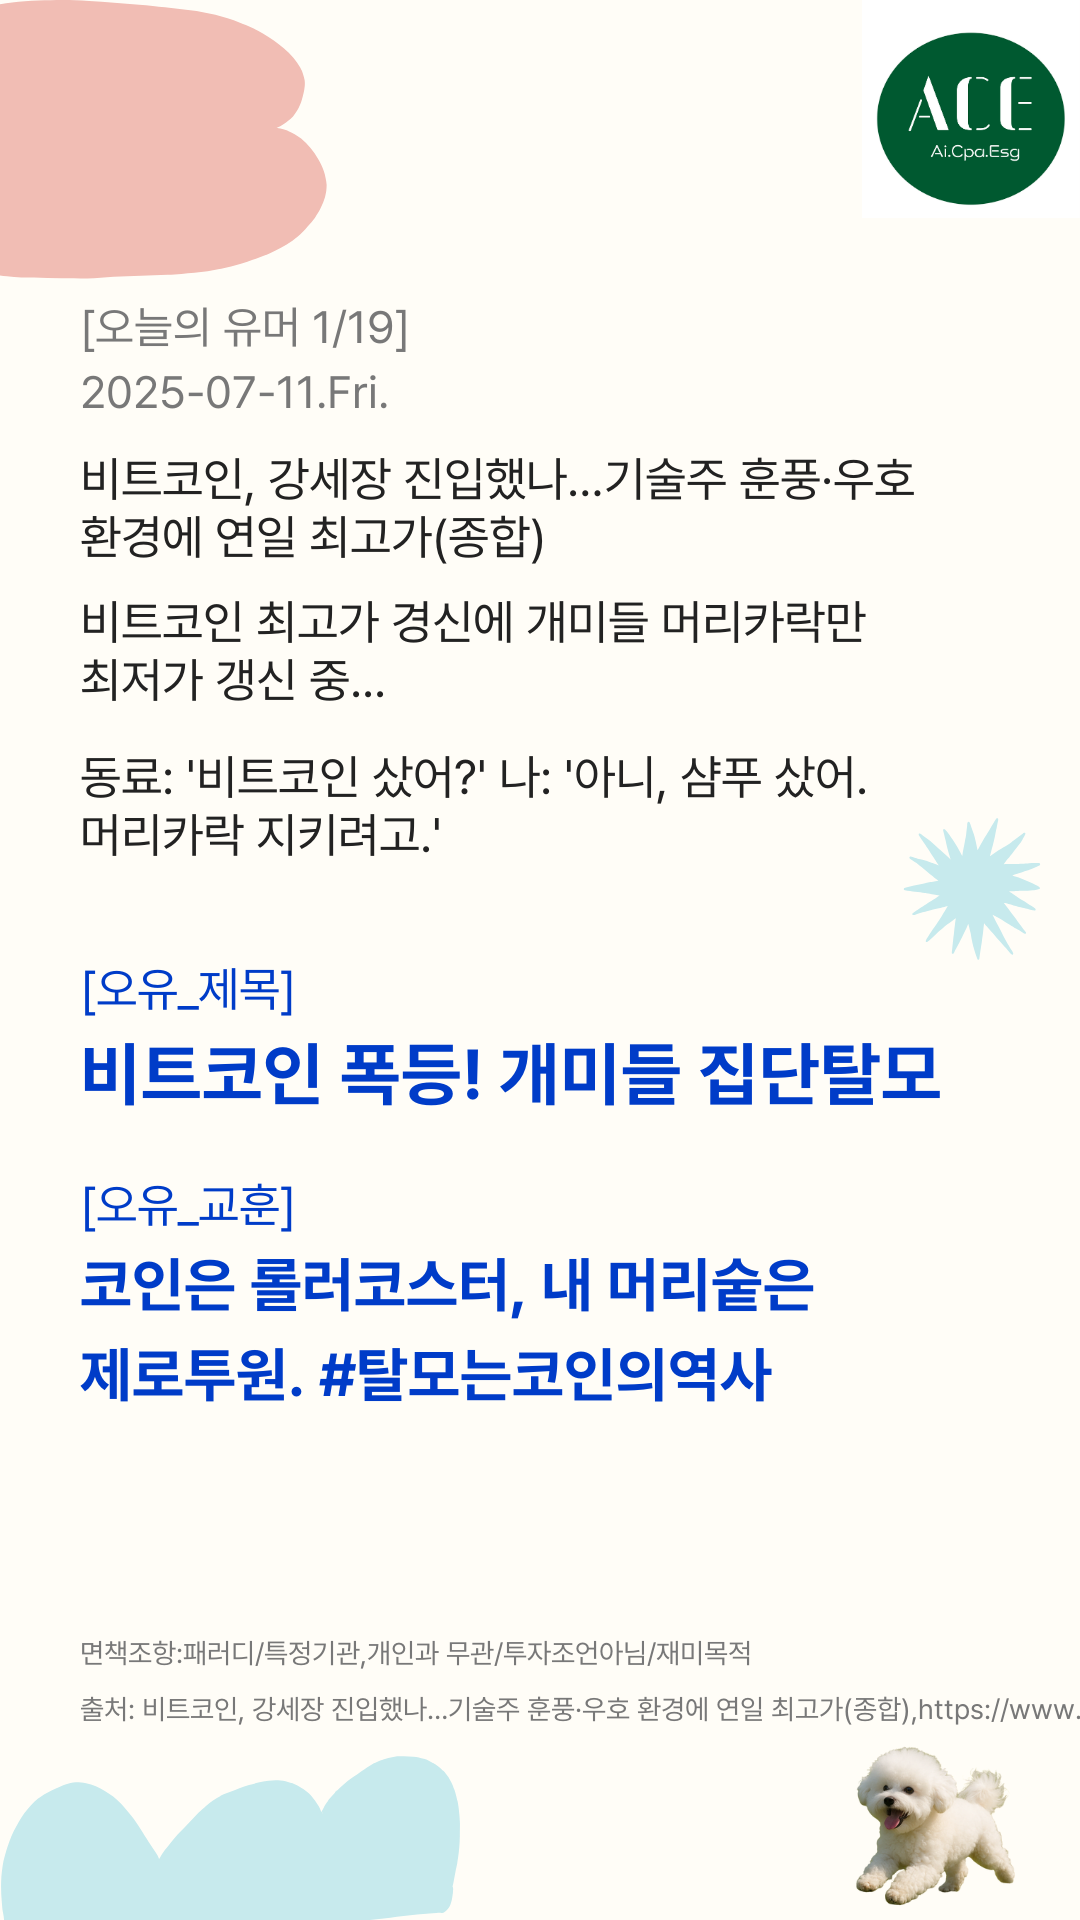 ACE
Ai.Cpa.Esg
[오늘의 유머 1/19]
2025-07-11.Fri.
비트코인, 강세장 진입했나…기술주 훈풍·우호
환경에 연일 최고가(종합)
비트코인 최고가 경신에 개미들 머리카락만
최저가 갱신 중...
동료: '비트코인 샀어?' 나: '아니, 샴푸 샀어.
머리카락 지키려고.'
[오유_제목]
비트코인 폭등! 개미들 집단탈모
[오유_교훈]
코인은 롤러코스터, 내 머리숱은
제로투원. #탈모는코인의역사
면책조항:패러디/특정기관,개인과 무관/투자조언아님/재미목적
출처: 비트코인, 강세장 진입했나…기술주 훈풍·우호 환경에 연일 최고가(종합),https://www.